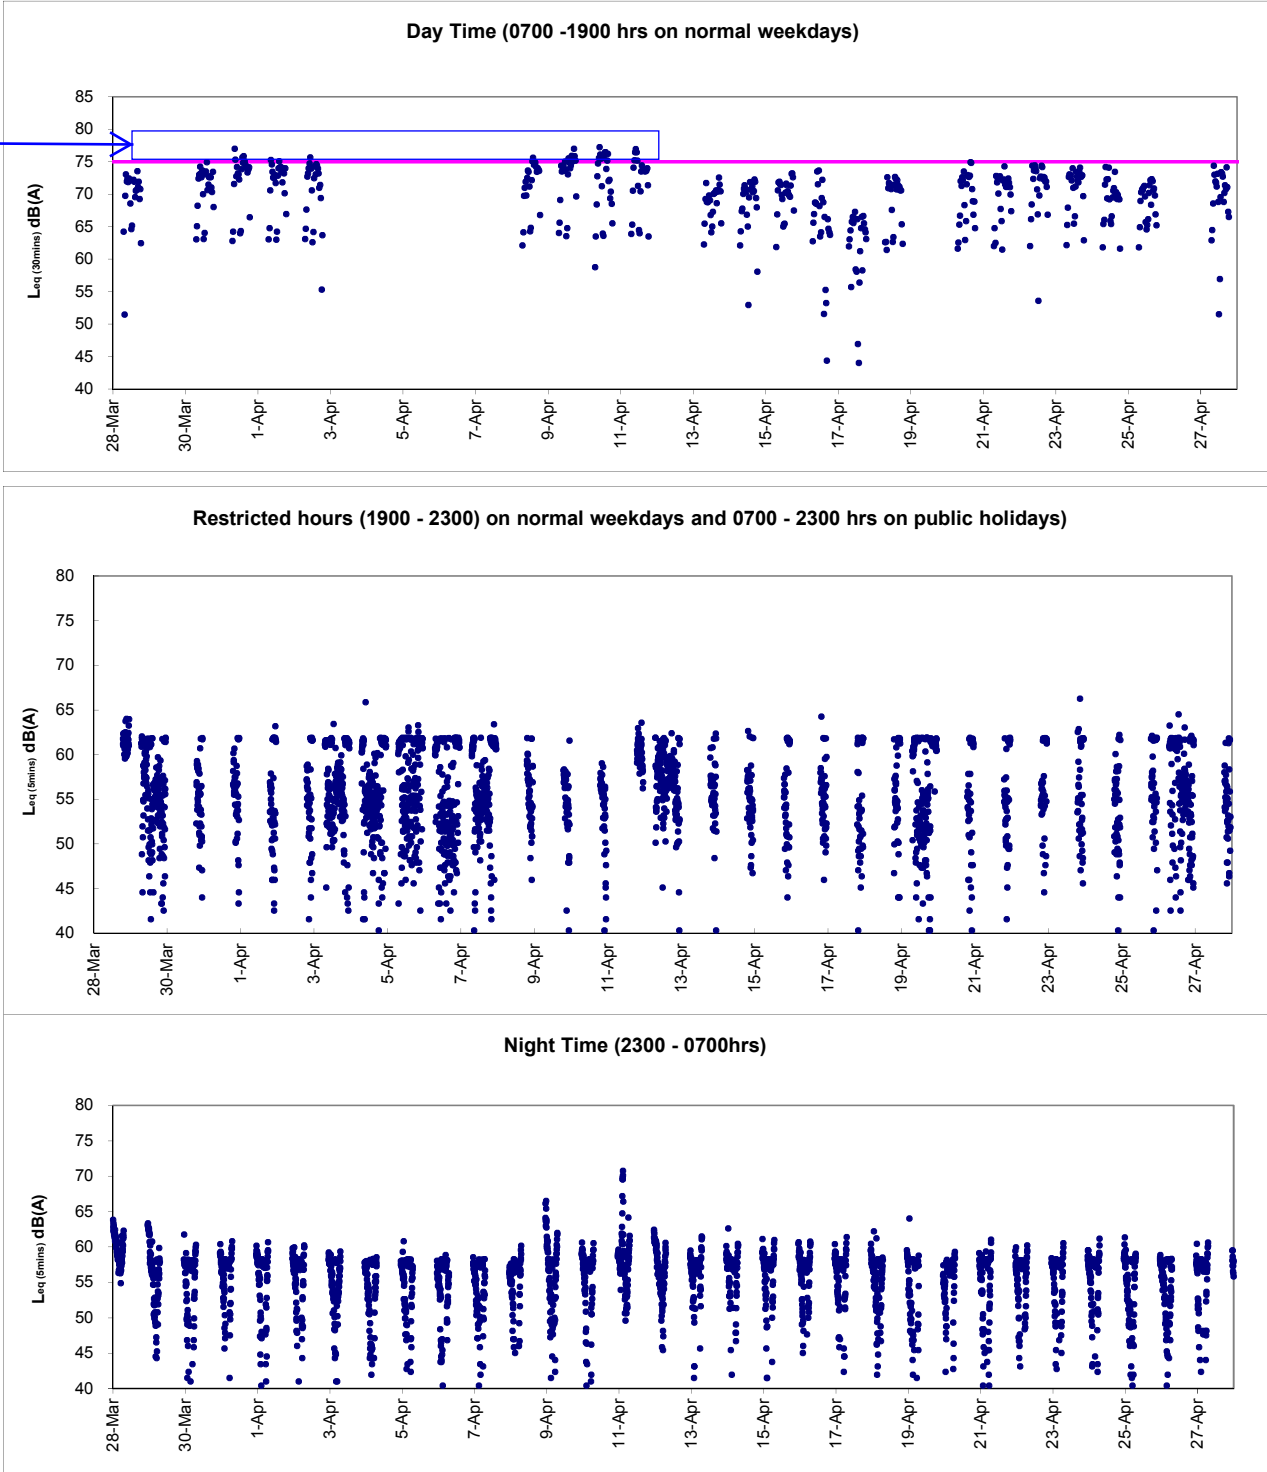 Day Time (0700 -1900 hrs on normal weekdays)
85
80
75
70
65
60
55
50
45
40
Leq (30mins) dB(A)
28-Mar
30-Mar
1-Apr
3-Apr
5-Apr
7-Apr
9-Apr
11-Apr
13-Apr
15-Apr
17-Apr
19-Apr
21-Apr
23-Apr
25-Apr
27-Apr
Restricted hours (1900 - 2300) on normal weekdays and 0700 - 2300 hrs on public holidays)
80
75
70
65
60
55
50
45
40
Leq (5mins) dB(A)
28-Mar
30-Mar
1-Apr
3-Apr
5-Apr
7-Apr
9-Apr
11-Apr
13-Apr
15-Apr
17-Apr
19-Apr
21-Apr
23-Apr
25-Apr
27-Apr
Night Time (2300 - 0700hrs)
80
75
70
65
60
55
50
45
40
Leq (5mins) dB(A)
28-Mar
30-Mar
1-Apr
3-Apr
5-Apr
7-Apr
9-Apr
11-Apr
13-Apr
15-Apr
17-Apr
19-Apr
21-Apr
23-Apr
25-Apr
27-Apr